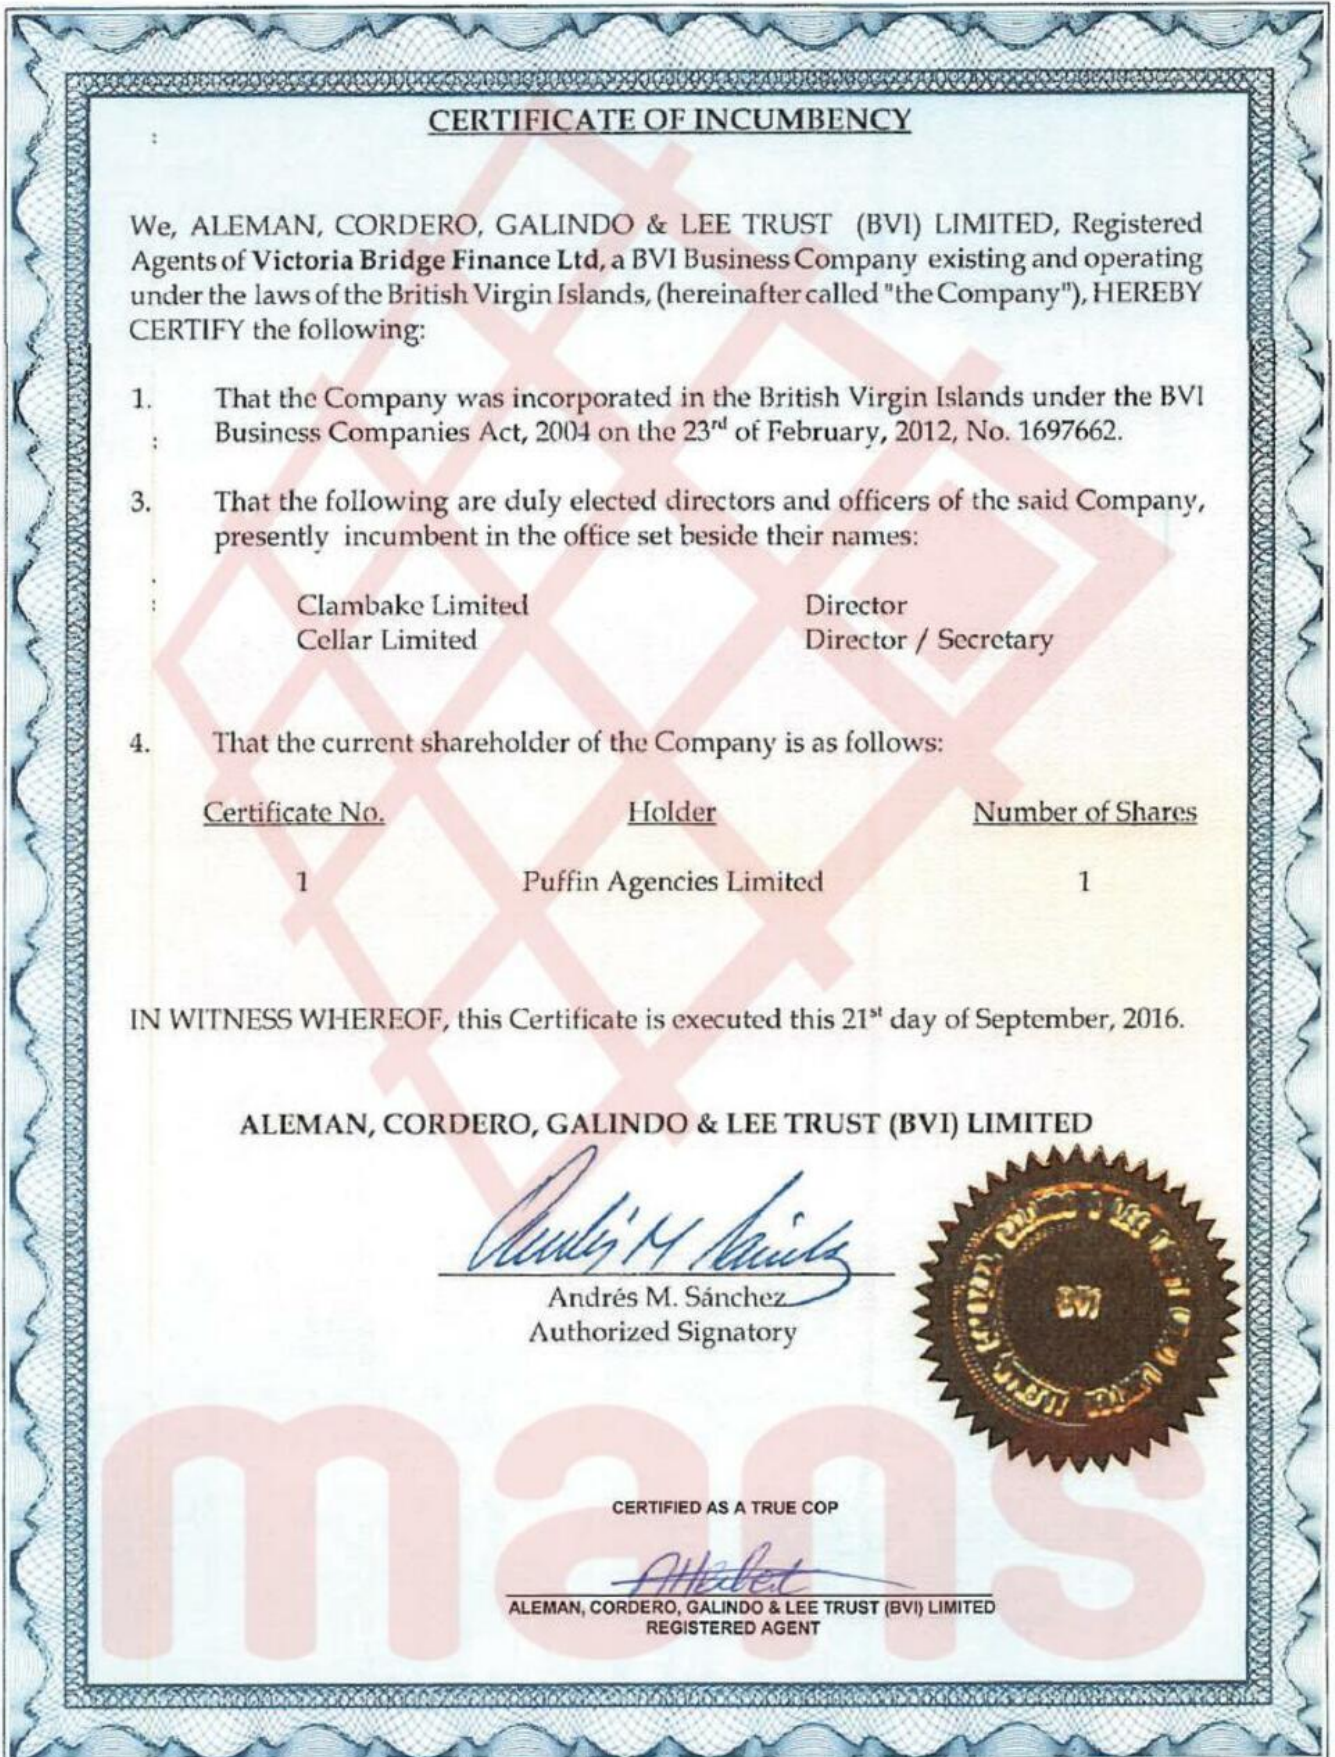 CERTIFICATE OF INCUMBENCY
We, ALEMAN, CORDERO, GALINDO & LEE TRUST (BVI) LIMITED, Registered
Agents of Victoria Bridge Finance Ltd, a BVI Business Company existing and operating
under the laws of the British Virgin Islands, (hereinafter called "the Company"), HEREBY
CERTIFY the following:
1. That the Company was incorporated in the British Virgin Islands under the BVI
Business Companies Act, 2004 on the 23rd of February, 2012, No. 1697662.
3. That the following are duly elected directors and officers of the said Company,
presently incumbent in the office set beside their names:
Clambake Limited Director
Cellar Limited Director / Secretary
4. That the current shareholder of the Company is as follows:
Certificate No. Holder Number of Shares
1 Puffin Agencies Limited 1
IN WITNESS WHEREOF, this Certificate is executed this 21st day of September, 2016.
ALEMAN, CORDERO, GALINDO & LEE TRUST (BVI) LIMITED
Andrés M. Sánchez
Authorized Signatory
BVI
mans
CERTIFIED AS A TRUE COP
ALEMAN, CORDERO, GALINDO & LEE TRUST (BVI) LIMITED
REGISTERED AGENT